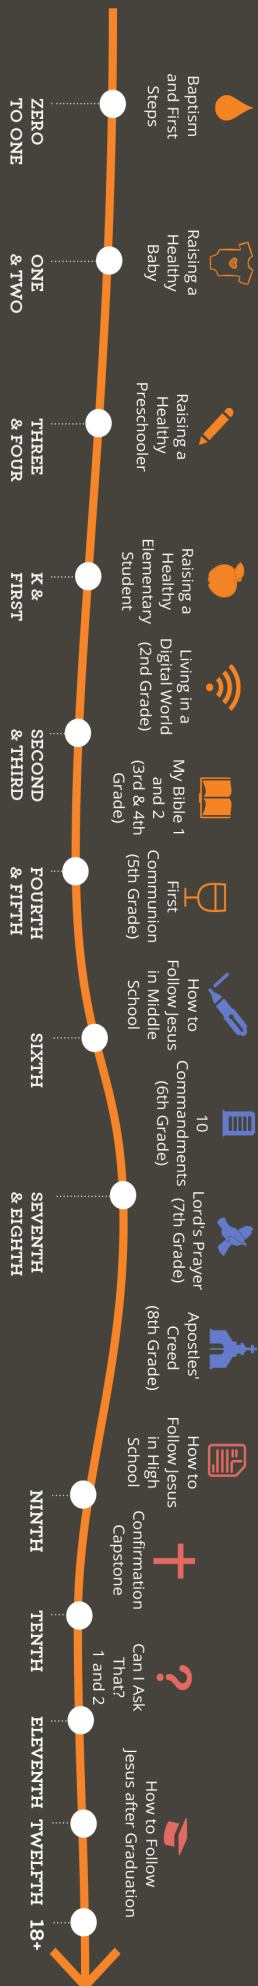 Baptism
and First
Steps
Raising a
Healthy
Baby
Raising a
Healthy
Preschooler
Raising a
Healthy
Elementary
Student
Living in a
Digital World
(2nd Grade)
My Bible 1
and 2
(3rd & 4th
Grade)
First
Communion
(5th Grade)
How to
Follow Jesus
in Middle
School
10
Commandments
(6th Grade)
Lord's Prayer
(7th Grade)
Apostles'
Creed
(8th Grade)
How to
Follow Jesus
in High
School
Confirmation
Capstone
Can I Ask
That?
1 and 2
How to Follow
Jesus after Graduation
ZERO
TO ONE
ONE
& TWO
THREE
& FOUR
K &
FIRST
SECOND
& THIRD
FOURTH
& FIFTH
SIXTH
SEVENTH
& EIGHTH
NINTH
TENTH
ELEVENTH
TWELFTH
18+